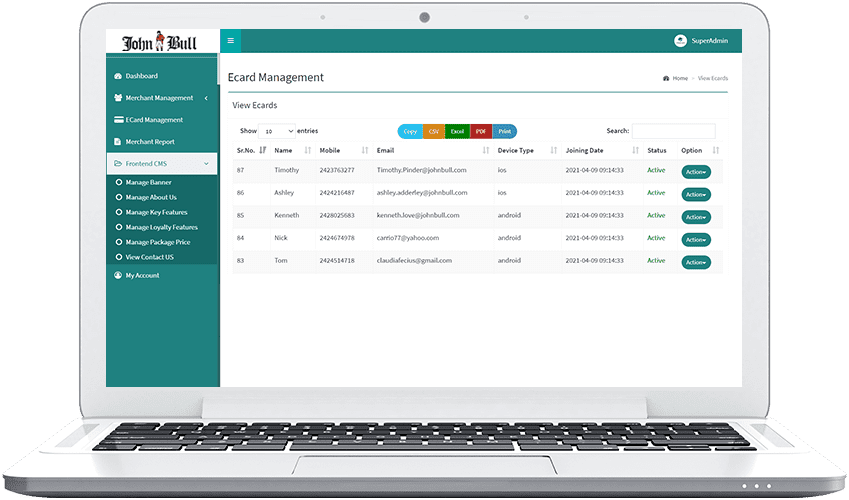 John Bull
SuperAdmin
Dashboard
Merchant Management
ECard Management
Merchant Report
Frontend CMS
Manage Banner
Manage About Us
Manage Key Features
Manage Loyalty Features
Manage Package Price
View Contact US
My Account
Ecard Management
Home - View Ecards
View Ecards
Show 10 entries
Copy CSV Excel PDF Print
Search:
Sr.No. Name Mobile Email Device Type Joining Date Status Option
87 Timothy 2423763277 Timothy.Pinder@johnbull.com ios 2021-04-09 09:14:33 Active Action
86 Ashley 2424216487 ashley.adderley@johnbull.com ios 2021-04-09 09:14:33 Active Action
85 Kenneth 2428025683 kenneth.love@johnbull.com android 2021-04-09 09:14:33 Active Action
84 Nick 2424674978 carrio77@yahoo.com android 2021-04-09 09:14:33 Active Action
83 Tom 2424514718 claudiafecius@gmail.com android 2021-04-09 09:14:33 Active Action